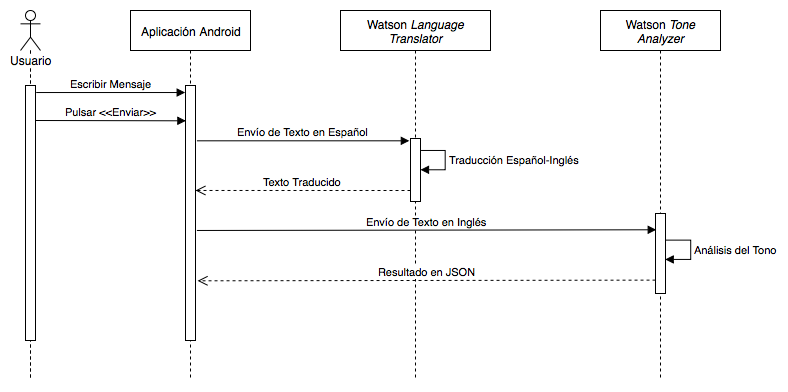 Usuario
Aplicación Android
Watson Language
Translator
Watson Tone
Analyzer
Escribir Mensaje
Pulsar <<Enviar>>
Envío de Texto en Español
Traducción Español-Inglés
Texto Traducido
Envío de Texto en Inglés
Análisis del Tono
Resultado en JSON